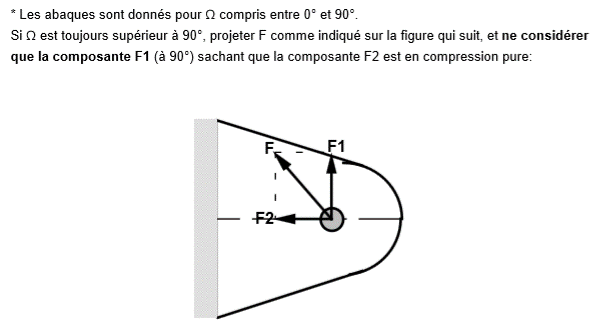 * Les abaques sont donnés pour Ω compris entre 0° et 90°.
Si Ω est toujours supérieur à 90°, projeter F comme indiqué sur la figure qui suit, et ne considérer
que la composante F1 (à 90°) sachant que la composante F2 est en compression pure:
F F1
F2